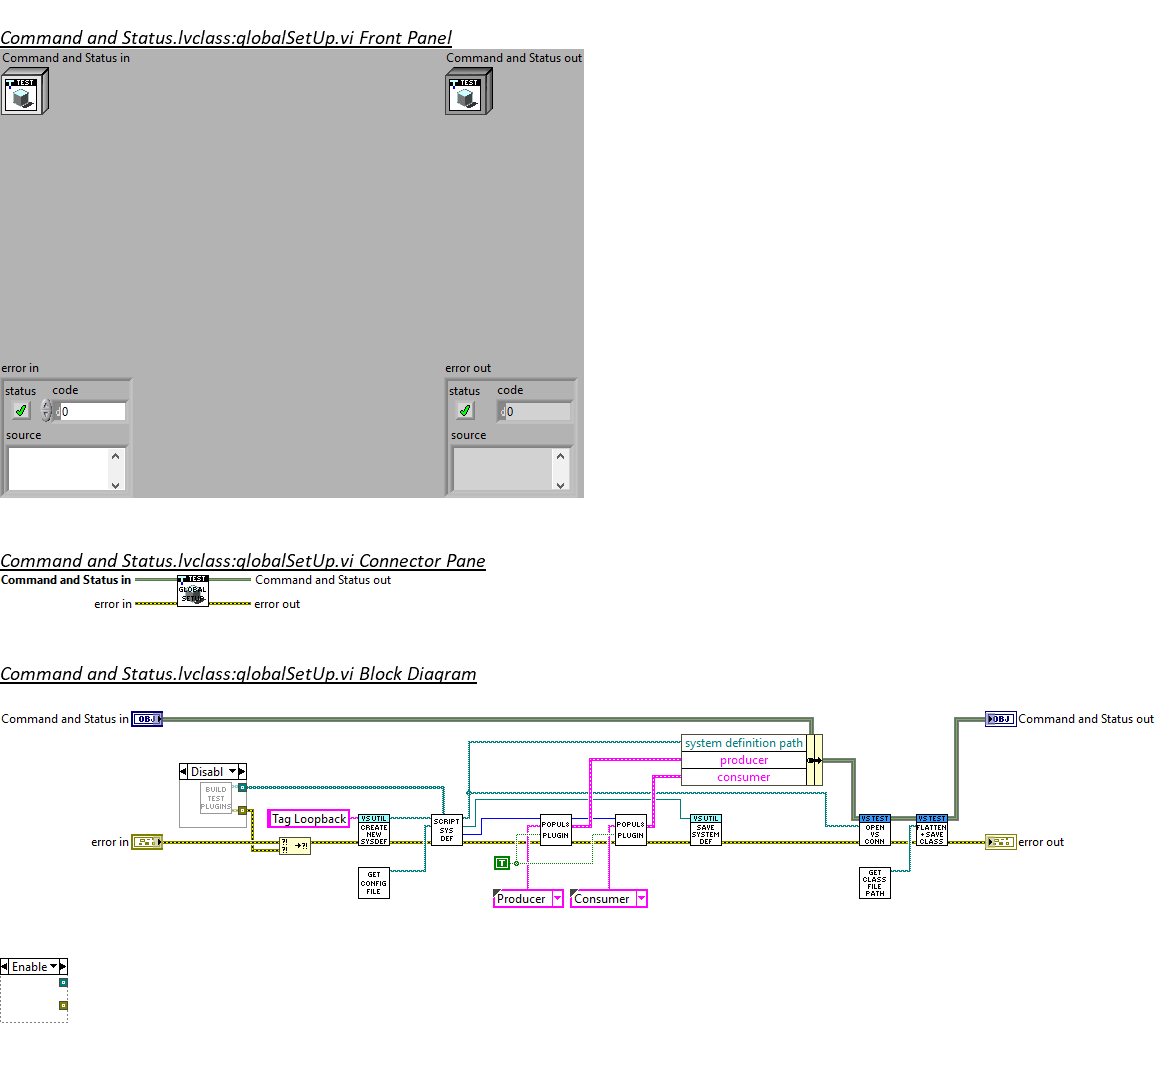 Command and Status.lvclass:globalSetUp.vi Front Panel
Command and Status in
Command and Status out
TEST
TEST
error in
error out
status
code
status
code
d
0
d
0
source
source
Command and Status.lvclass:globalSetUp.vi Connector Pane
Command and Status in
TEST
GLOBAL
SETUP
Command and Status out
error in
error out
Command and Status.lvclass:globalSetUp.vi Block Diagram
Command and Status in
OBJ
OBJ
Command and Status out
system definition path
producer
consumer
Disabl
BUILD
TEST
PLUGINS
Tag Loopback
VS UTIL
CREATE
NEW
SYSDEF
SCRIPT
SYS
DEF
POPULS
PLUGIN
POPULS
PLUGIN
VS UTIL
SAVE
SYSTEM
DEF
VS TEST
OPEN
VS
CONN
VS TEST
FLATTEN
+ SAVE
CLASS
error in
?!
?!
?!
error out
GET
CONFIG
FILE
T
GET
CLASS
FILE
PATH
Producer
Consumer
Enable